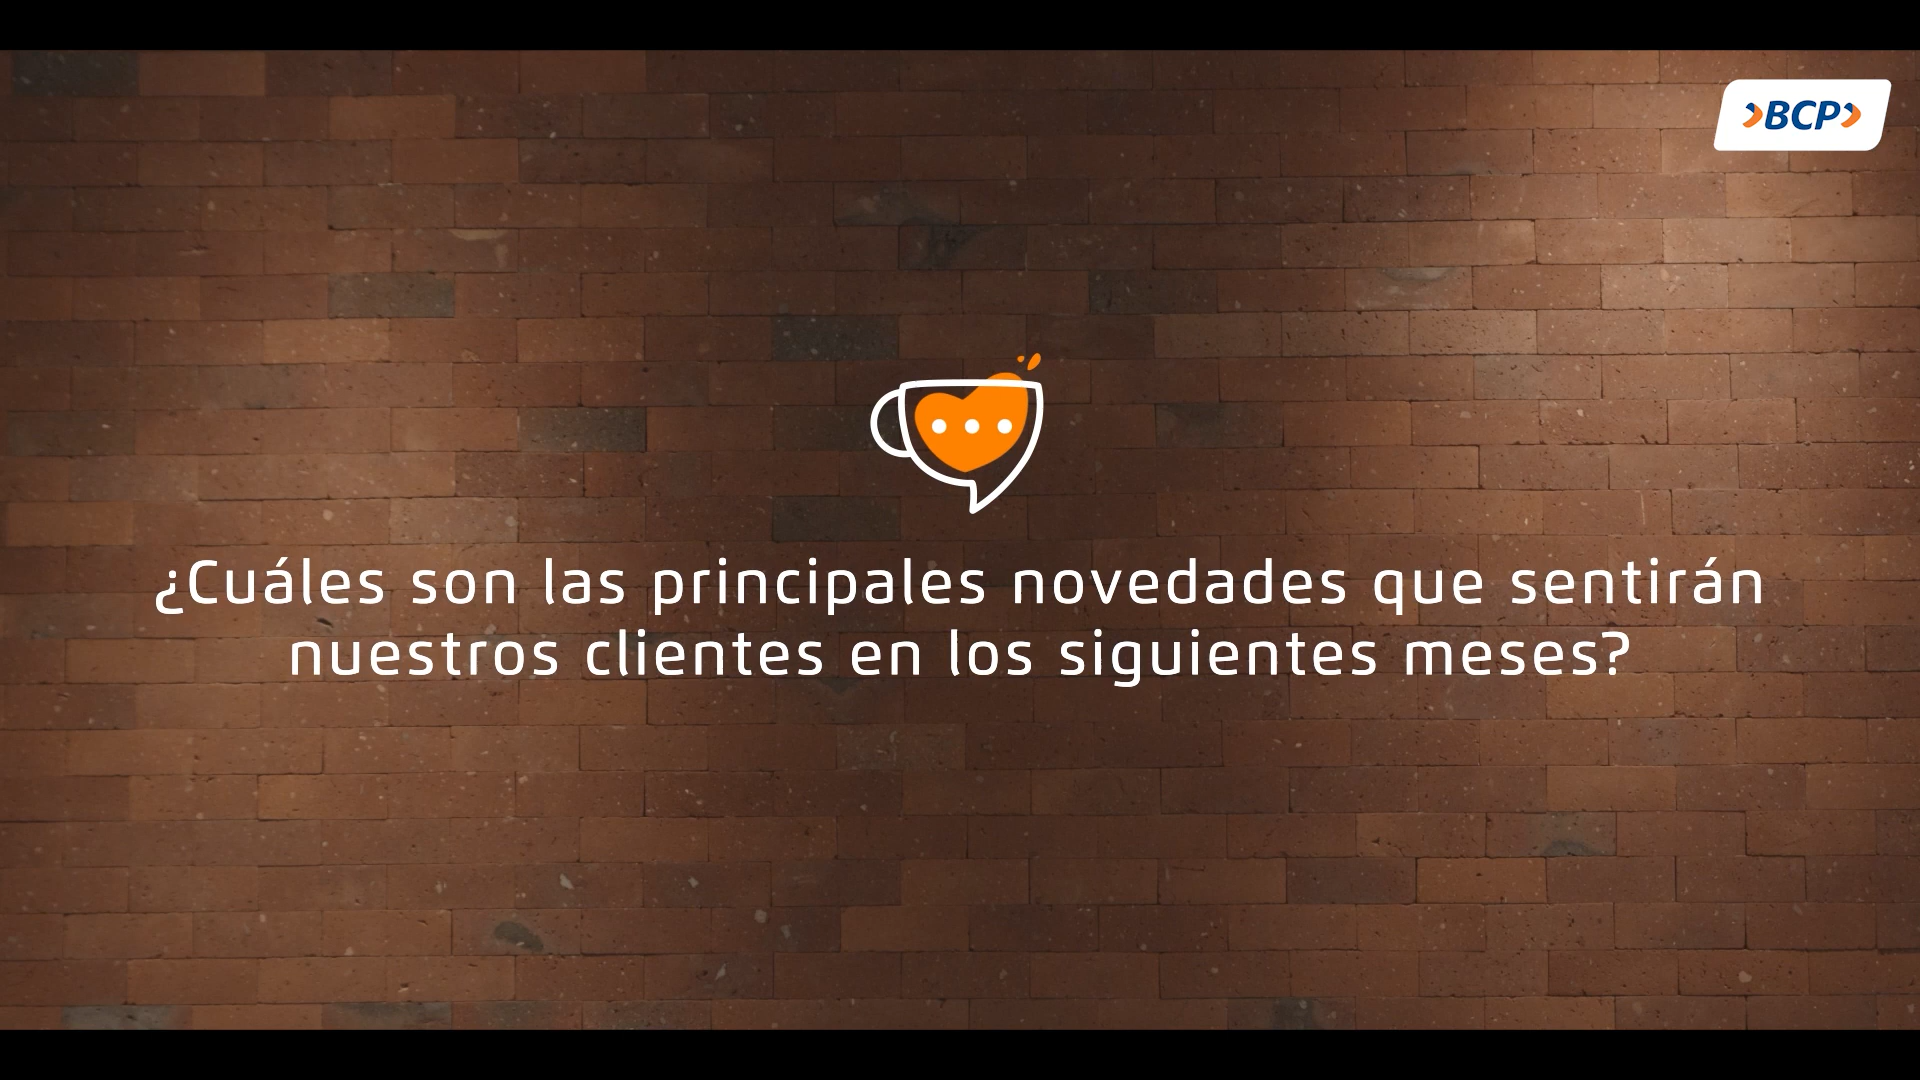 BCP
¿Cuáles son las principales novedades que sentirán
nuestros clientes en los siguientes meses?